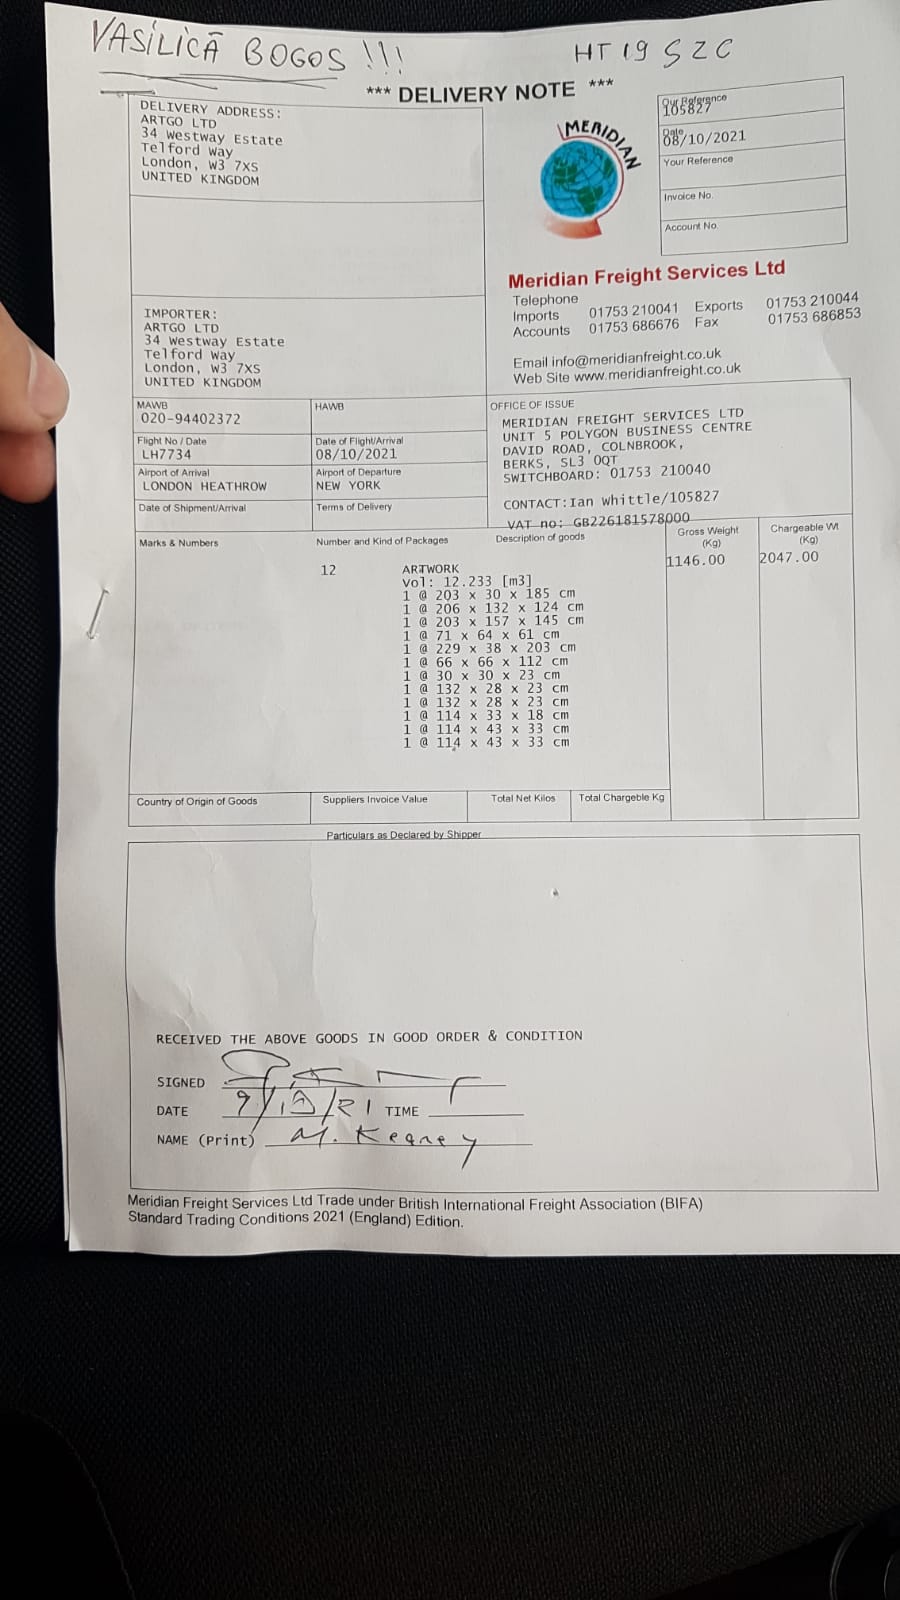 VASILICĂ BOGOS !!!
HT 19 SZC
*** DELIVERY NOTE ***
DELIVERY ADDRESS:
ARTGO LTD
34 Westway Estate
Telford Way
London, W3 7XS
UNITED KINGDOM
MERIDIAN
Our Reference
105827
Date
08/10/2021
Your Reference
Invoice No.
Account No.
Meridian Freight Services Ltd
Telephone
Imports 01753 210041 Exports 01753 210044
Accounts 01753 686676 Fax 01753 686853
Email info@meridianfreight.co.uk
Web Site www.meridianfreight.co.uk
IMPORTER:
ARTGO LTD
34 Westway Estate
Telford Way
London, W3 7XS
UNITED KINGDOM
MAWB
020-94402372
HAWB
Flight No / Date
LH7734
Date of Flight/Arrival
08/10/2021
Airport of Arrival
LONDON HEATHROW
Airport of Departure
NEW YORK
Date of Shipment/Arrival
Terms of Delivery
OFFICE OF ISSUE
MERIDIAN FREIGHT SERVICES LTD
UNIT 5 POLYGON BUSINESS CENTRE
DAVID ROAD, COLNBROOK,
BERKS, SL3 0QT
SWITCHBOARD: 01753 210040
CONTACT:Ian Whittle/105827
VAT no: GB226181578000
Marks & Numbers
Number and Kind of Packages
Description of goods
Gross Weight
(Kg)
Chargeable Wt
(Kg)
12
ARTWORK
1146.00
2047.00
Vol: 12.233 [m3]
1 @ 203 x 30 x 185 cm
1 @ 206 x 132 x 124 cm
1 @ 203 x 157 x 145 cm
1 @ 71 x 64 x 61 cm
1 @ 229 x 38 x 203 cm
1 @ 66 x 66 x 112 cm
1 @ 30 x 30 x 23 cm
1 @ 132 x 28 x 23 cm
1 @ 132 x 28 x 23 cm
1 @ 114 x 33 x 18 cm
1 @ 114 x 43 x 33 cm
1 @ 114 x 43 x 33 cm
Country of Origin of Goods
Suppliers Invoice Value
Total Net Kilos
Total Chargeble Kg
Particulars as Declared by Shipper
RECEIVED THE ABOVE GOODS IN GOOD ORDER & CONDITION
SIGNED
DATE 9/10/21 TIME
NAME (Print) M. Keaney
Meridian Freight Services Ltd Trade under British International Freight Association (BIFA)
Standard Trading Conditions 2021 (England) Edition.